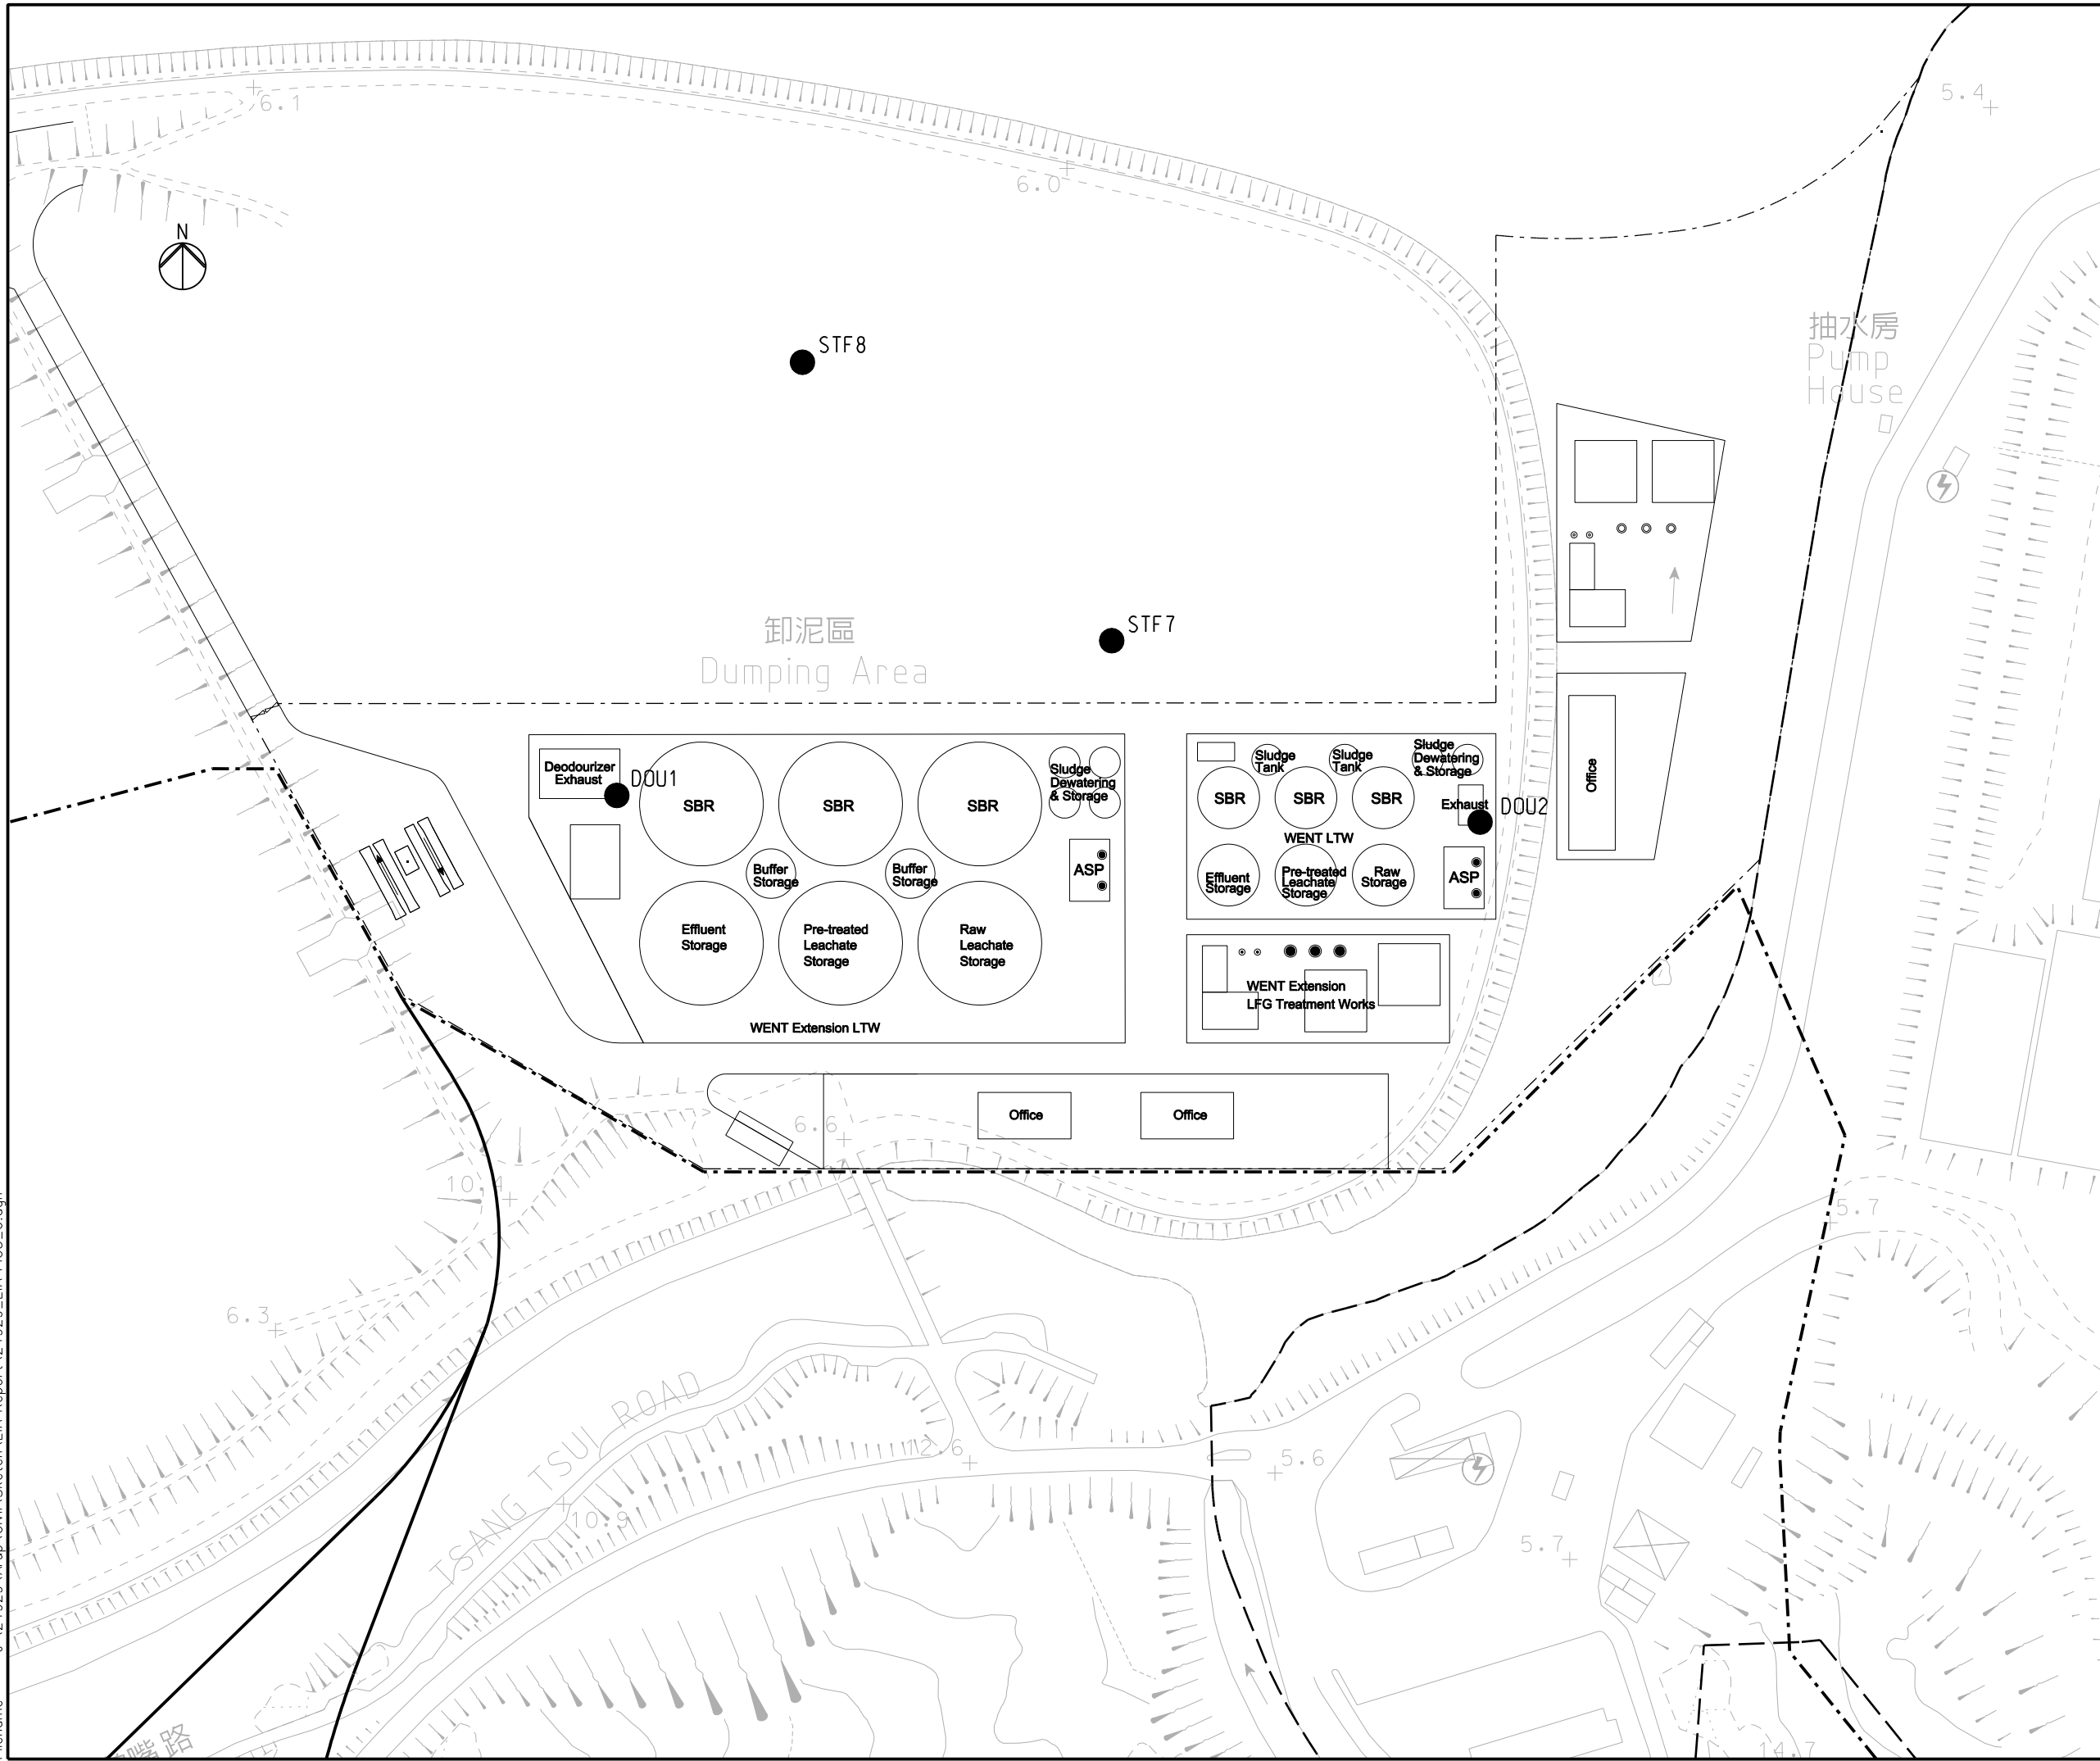 5.4
6.1
6.0
N
抽水房
Pump
House
STF8
STF7
卸泥區
Dumping Area
Deodourizer
Exhaust
DOU1
SBR
SBR
SBR
Sludge
Dewatering
& Storage
Buffer
Storage
Buffer
Storage
ASP
Effluent
Storage
Pre-treated
Leachate
Storage
Raw
Leachate
Storage
WENT Extension LTW
Sludge
Tank
Sludge
Tank
Sludge
Dewatering
& Storage
SBR
SBR
SBR
Exhaust
DOU2
WENT LTW
Effluent
Storage
Pre-treated
Leachate
Storage
Raw
Storage
ASP
Office
WENT Extension
LFG Treatment Works
Office
Office
6.6
10.4
5.7
6.3
TSANG TSUI ROAD
12.6
5.6
10.9
5.7
嘴路
14.7